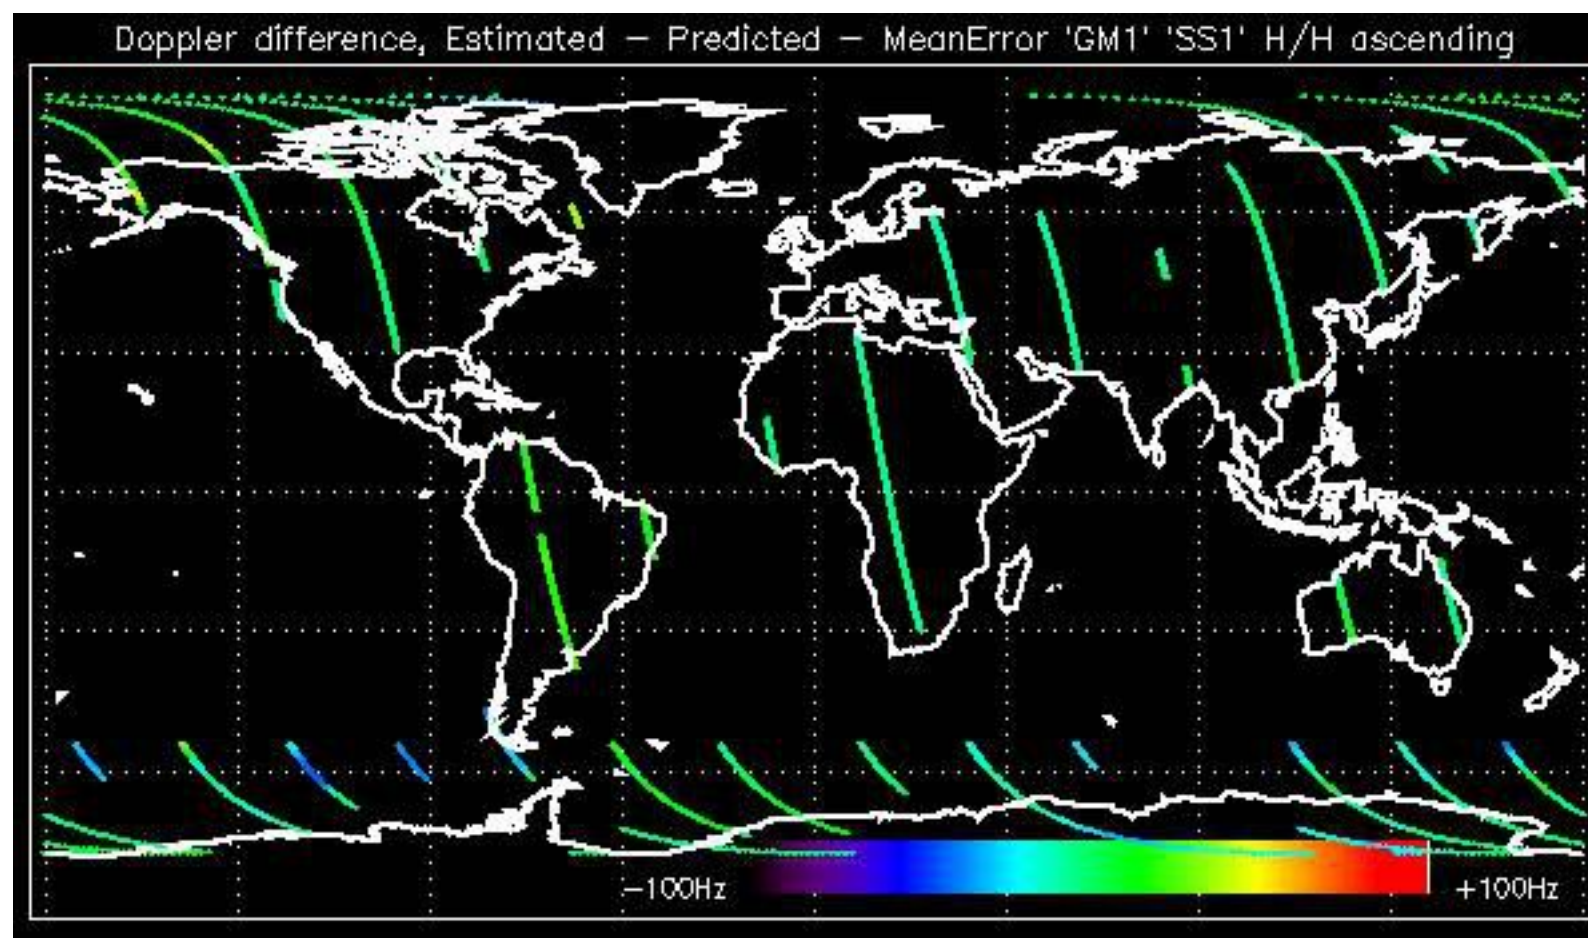 Doppler difference, Estimated – Predicted – MeanError 'GM1' 'SS1' H/H ascending
–100Hz +100Hz